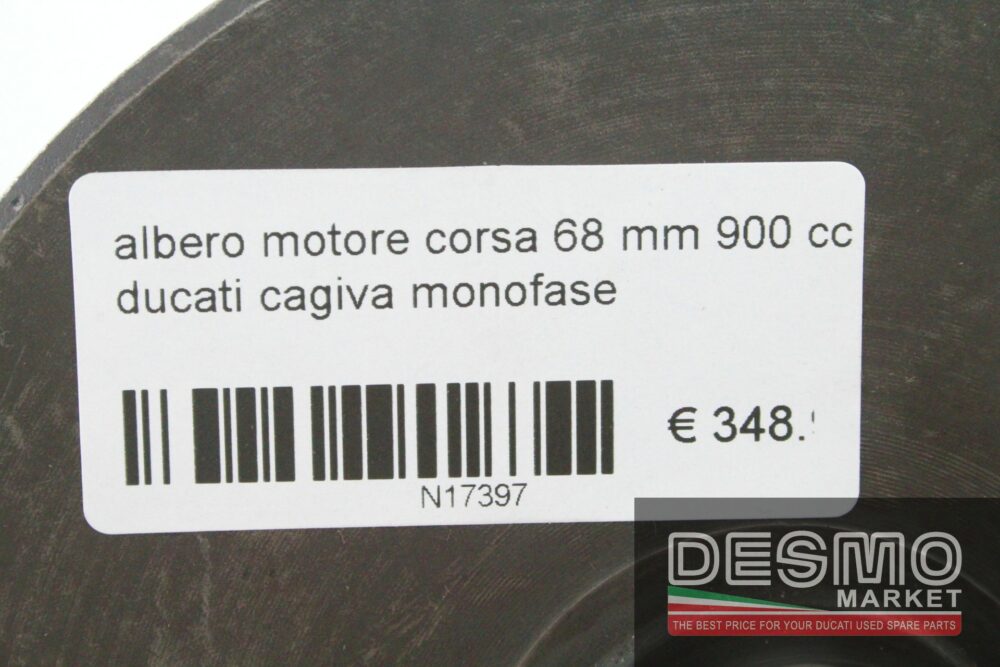 albero motore corsa 68 mm 900 cc
ducati cagiva monofase
€ 348.
N17397
DESMO
MARKET
THE BEST PRICE FOR YOUR DUCATI USED SPARE PARTS